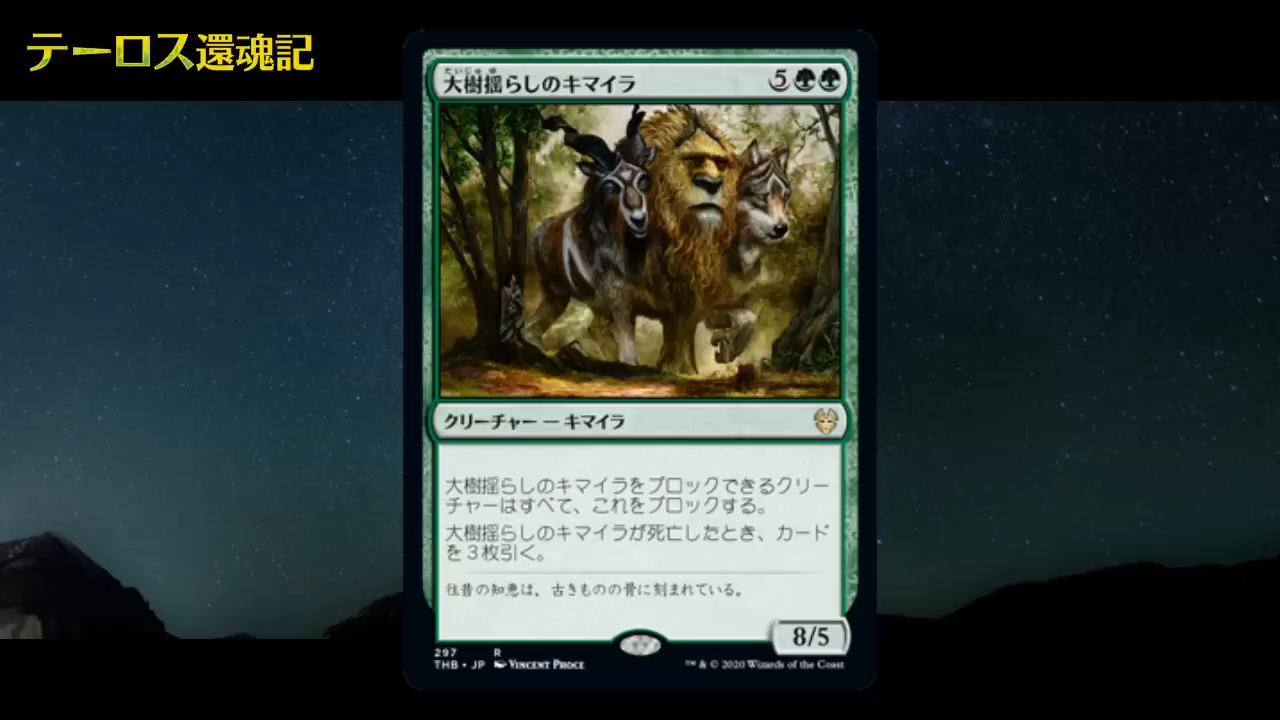 テーロス還魂記
たいじゅ ゆ
大樹揺らしのキマイラ 5
クリーチャー ― キマイラ
大樹揺らしのキマイラをブロックできるクリー
チャーはすべて、これをブロックする。
大樹揺らしのキマイラが死亡したとき、カード
を３枚引く。
往昔の知恵は、古きものの骨に刻まれている。
8/5
297 R
THB • JP VINCENT PROCE
™ & © 2020 Wizards of the Coast